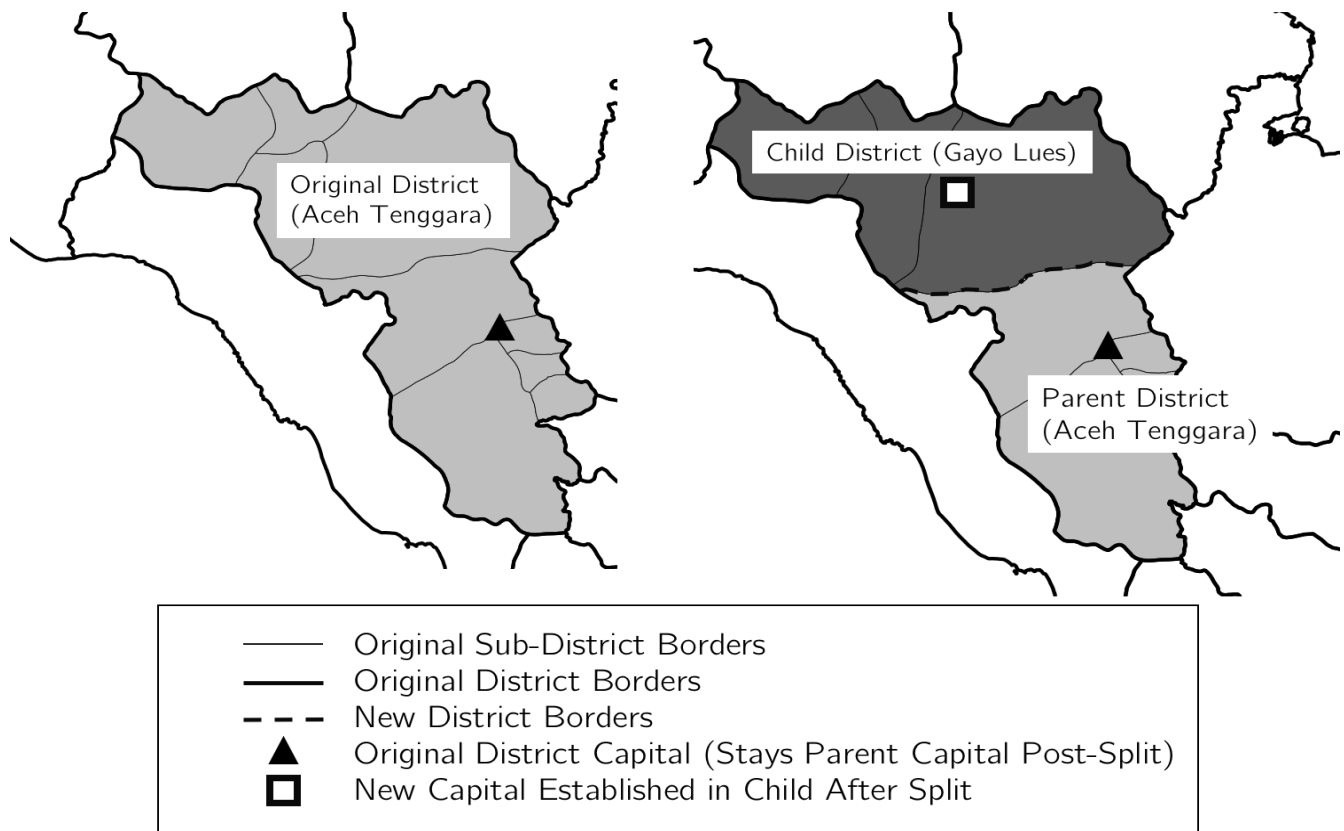 Original District
(Aceh Tenggara)
Child District (Gayo Lues)
Parent District
(Aceh Tenggara)
Original Sub-District Borders
Original District Borders
New District Borders
Original District Capital (Stays Parent Capital Post-Split)
New Capital Established in Child After Split